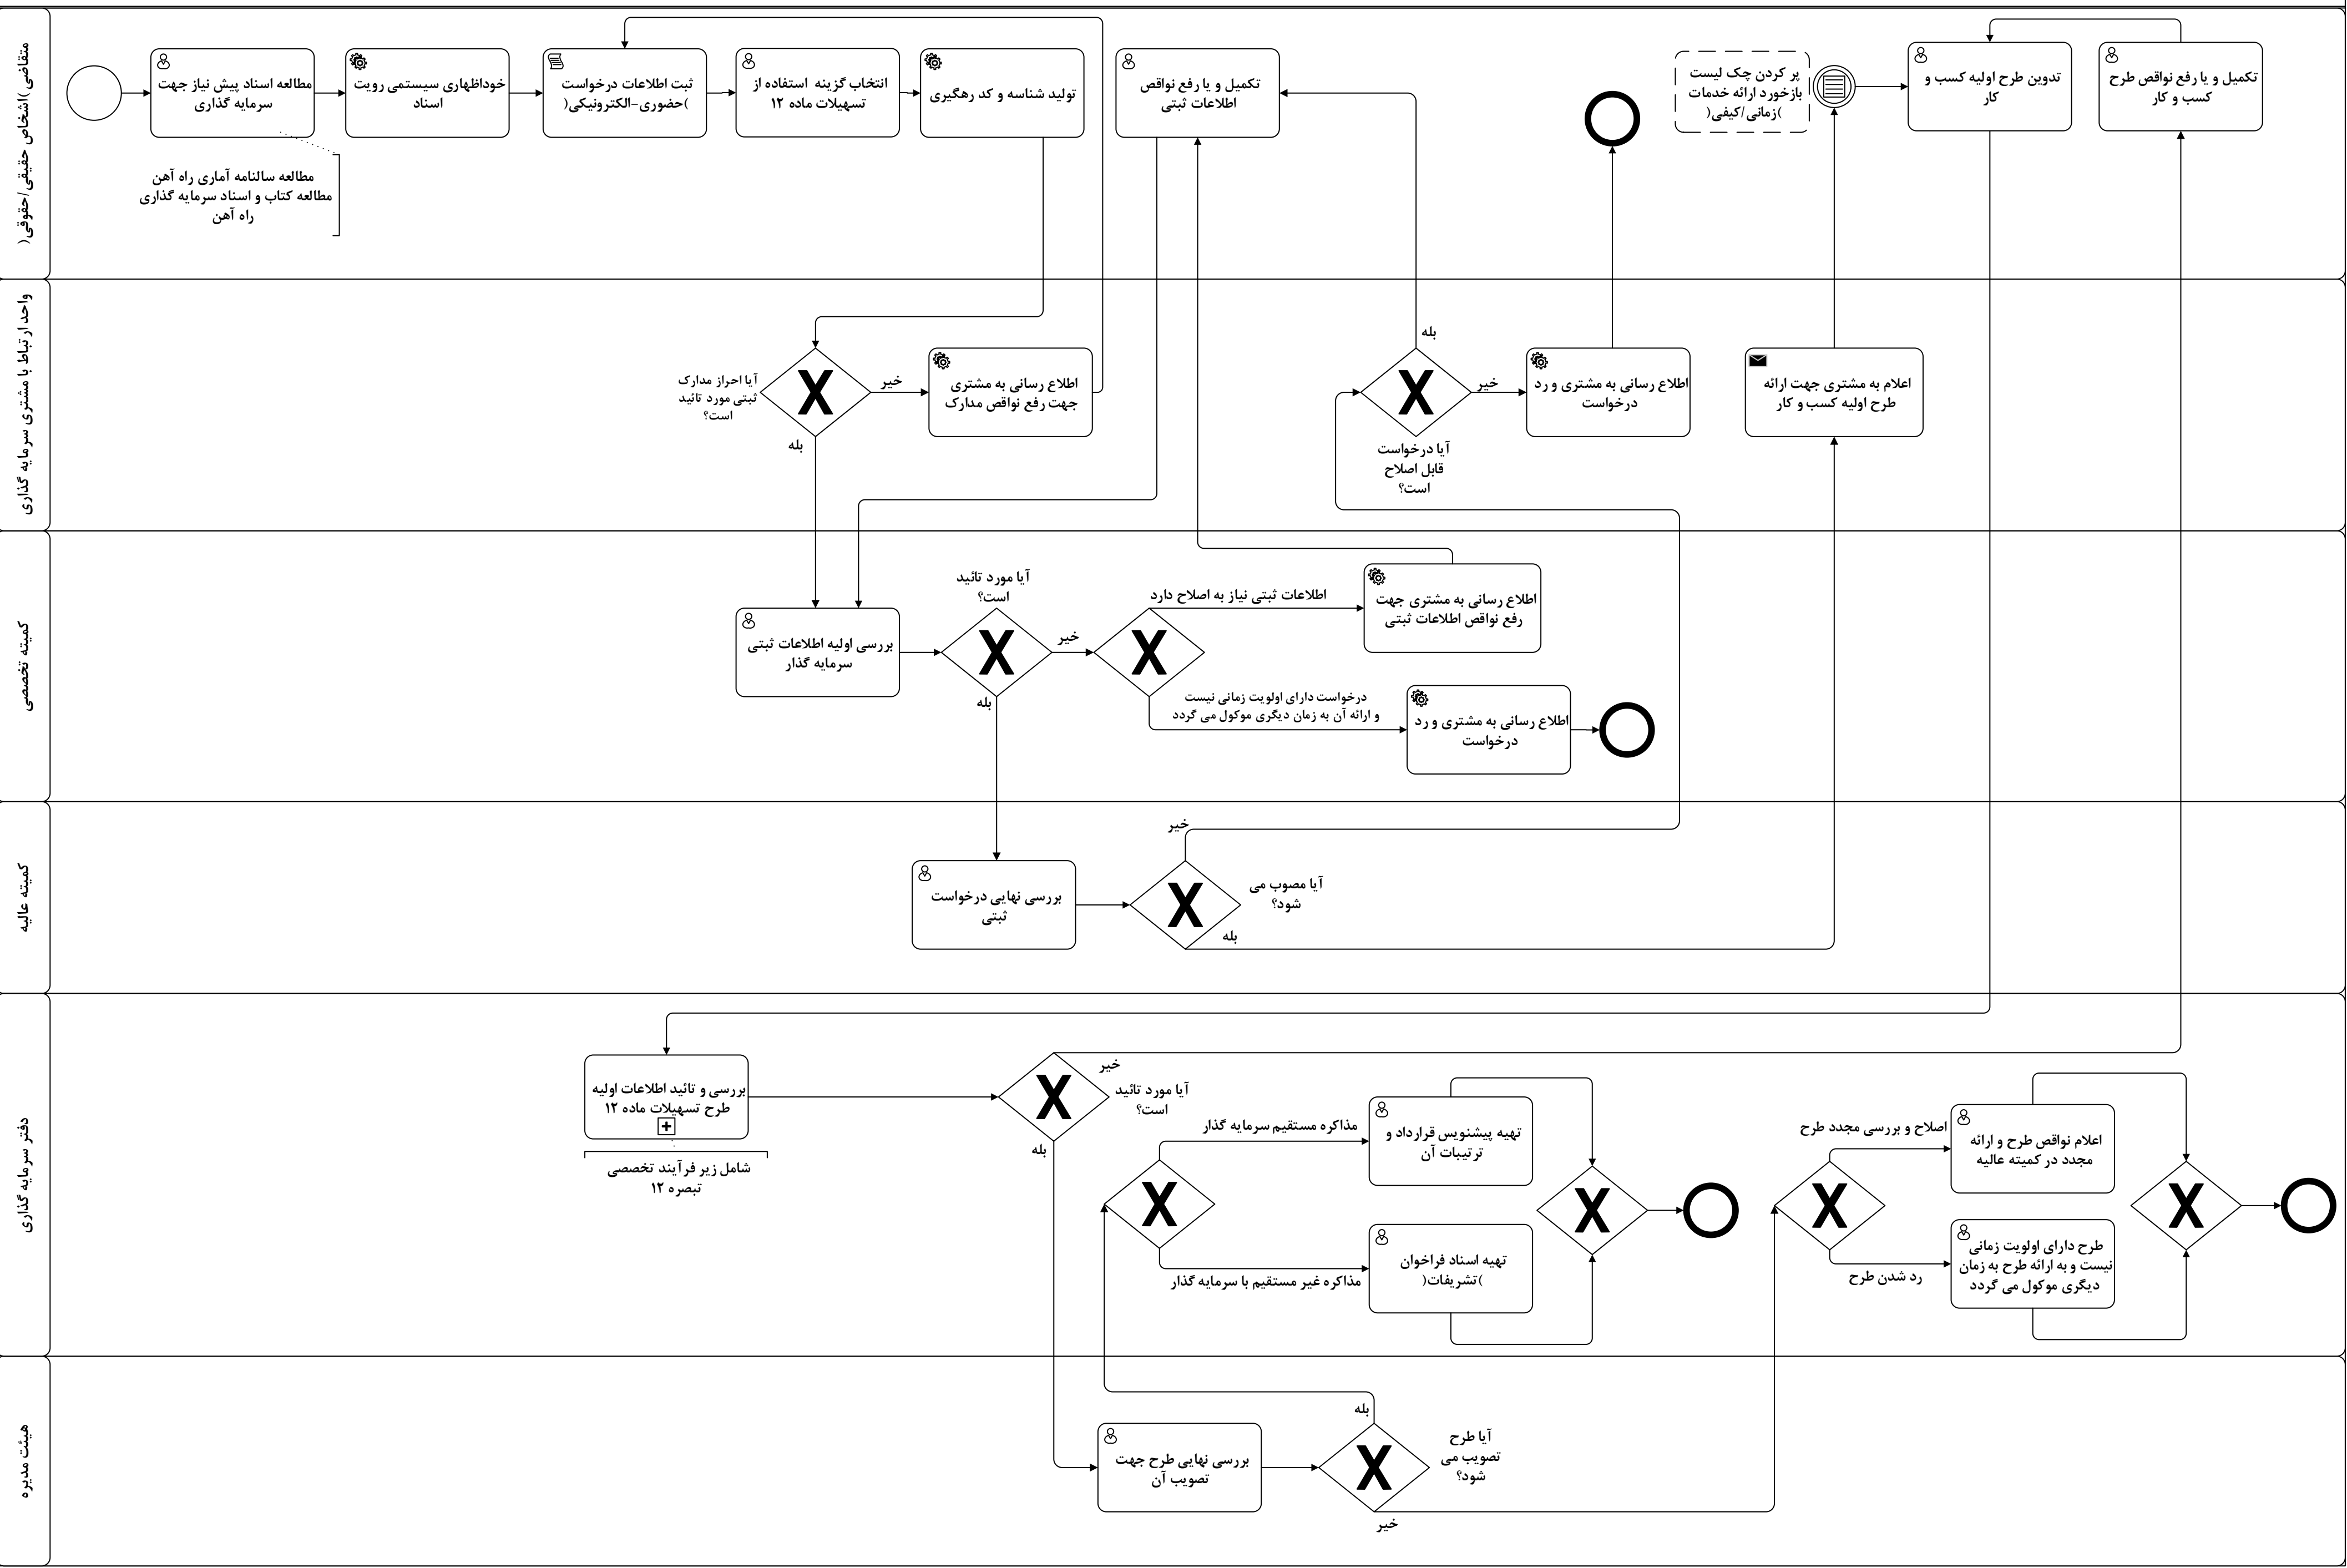 متقاضی )اشخاص حقیقی/حقوقی(
مطالعه اسناد پیش نیاز جهت
سرمایه گذاری
خوداظهاری سیستمی رویت
اسناد
ثبت اطلاعات درخواست
)حضوری-الکترونیکی(
انتخاب گزینه استفاده از
تسهیلات ماده ۱۲
تولید شناسه و کد رهگیری
تکمیل و یا رفع نواقص
اطلاعات ثبتی
پر کردن چک لیست
بازخورد ارائه خدمات
)زمانی/کیفی(
تدوین طرح اولیه کسب و
کار
تکمیل و یا رفع نواقص طرح
کسب و کار
مطالعه سالنامه آماری راه آهن
مطالعه کتاب و اسناد سرمایه گذاری
راه آهن
واحد ارتباط با مشتری سرمایه گذاری
آیا احراز مدارک
ثبتی مورد تائید
است؟
خیر
بله
اطلاع رسانی به مشتری
جهت رفع نواقص مدارک
بله
خیر
آیا درخواست
قابل اصلاح
است؟
اطلاع رسانی به مشتری و رد
درخواست
اعلام به مشتری جهت ارائه
طرح اولیه کسب و کار
کمیته تخصصی
بررسی اولیه اطلاعات ثبتی
سرمایه گذار
آیا مورد تائید
است؟
خیر
بله
اطلاعات ثبتی نیاز به اصلاح دارد
اطلاع رسانی به مشتری جهت
رفع نواقص اطلاعات ثبتی
درخواست دارای اولویت زمانی نیست
و ارائه آن به زمان دیگری موکول می گردد
اطلاع رسانی به مشتری و رد
درخواست
کمیته عالیه
بررسی نهایی درخواست
ثبتی
خیر
آیا مصوب می
شود؟
بله
دفتر سرمایه گذاری
بررسی و تائید اطلاعات اولیه
طرح تسهیلات ماده ۱۲
شامل زیر فرآیند تخصصی
تبصره ۱۲
خیر
آیا مورد تائید
است؟
بله
مذاکره مستقیم سرمایه گذار
تهیه پیشنویس قرارداد و
ترتیبات آن
مذاکره غیر مستقیم با سرمایه گذار
تهیه اسناد فراخوان
)تشریفات(
اصلاح و بررسی مجدد طرح
اعلام نواقص طرح و ارائه
مجدد در کمیته عالیه
رد شدن طرح
طرح دارای اولویت زمانی
نیست و به ارائه طرح به زمان
دیگری موکول می گردد
هیئت مدیره
بررسی نهایی طرح جهت
تصویب آن
بله
آیا طرح
تصویب می
شود؟
خیر